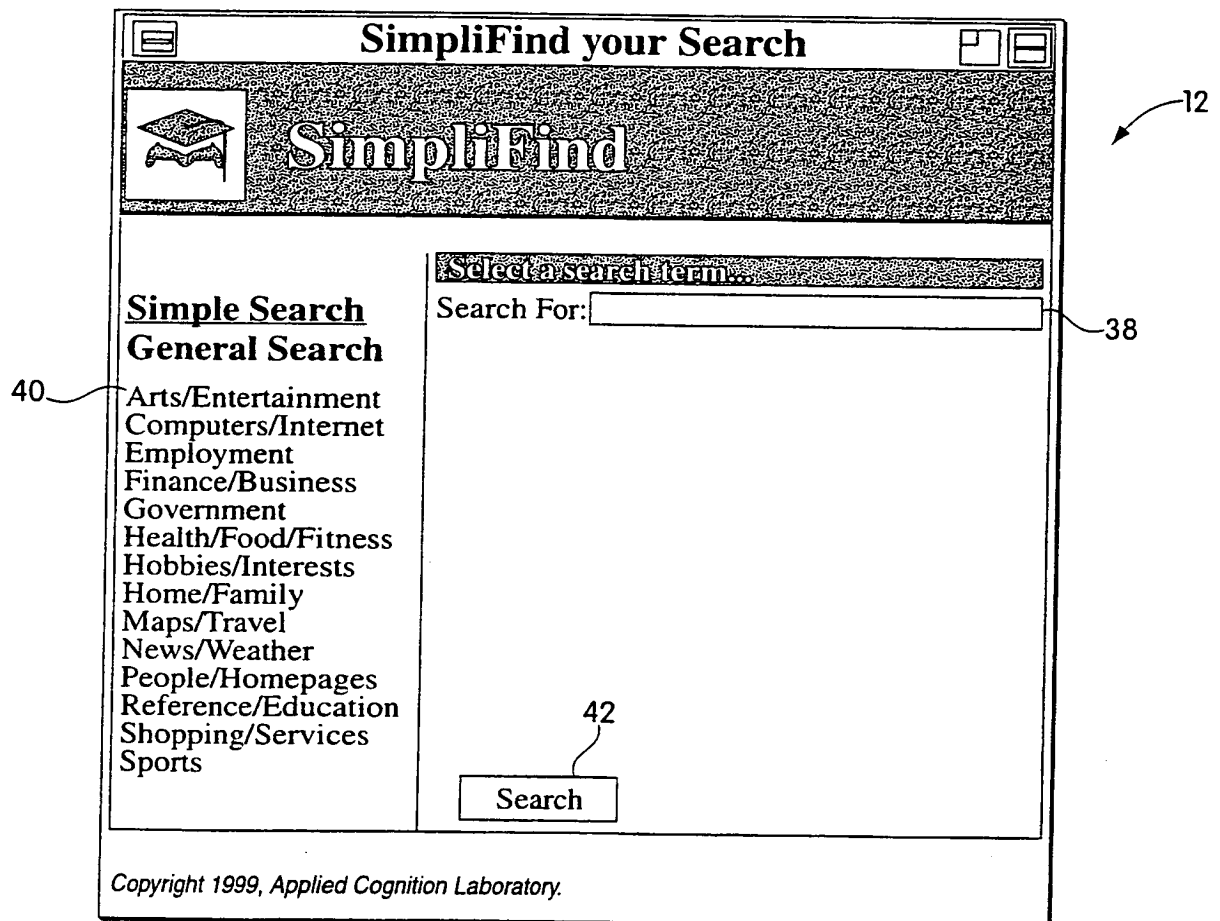 SimpliFind your Search
12
SimpliFind
Select a search term...
Simple Search
Search For:
38
General Search
40
Arts/Entertainment
Computers/Internet
Employment
Finance/Business
Government
Health/Food/Fitness
Hobbies/Interests
Home/Family
Maps/Travel
News/Weather
People/Homepages
Reference/Education
Shopping/Services
Sports
42
Search
Copyright 1999, Applied Cognition Laboratory.